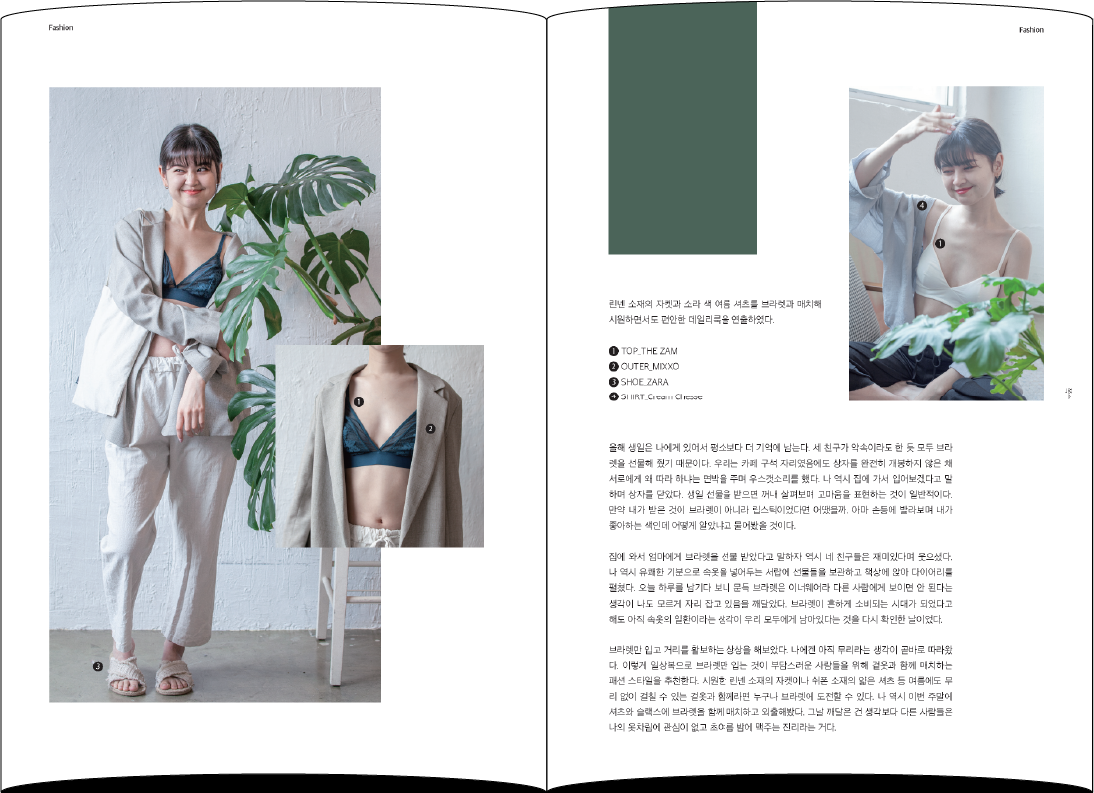 Fashion
1
2
3
Fashion
4
1
린넨 소재의 자켓과 소라 색 여름 셔츠를 브라렛과 매치해
시원하면서도 편안한 데일리룩을 연출하였다.
1 TOP_THE ZAM
2 OUTER_MIXXO
3 SHOE_ZARA
4 SHIRT_Cream Chesse
올해 생일은 나에게 있어서 평소보다 더 기억에 남는다. 세 친구가 약속이라도 한 듯 모두 브라
렛을 선물해 줬기 때문이다. 우리는 카페 구석 자리였음에도 상자를 완전히 개봉하지 않은 채
서로에게 왜 따라 하냐는 면박을 주며 우스갯소리를 했다. 나 역시 집에 가서 입어보겠다고 말
하며 상자를 닫았다. 생일 선물을 받으면 꺼내 살펴보며 고마움을 표현하는 것이 일반적이다.
만약 내가 받은 것이 브라렛이 아니라 립스틱이었다면 어땠을까. 아마 손등에 발라보며 내가
좋아하는 색인데 어떻게 알았냐고 물어봤을 것이다.
집에 와서 엄마에게 브라렛을 선물 받았다고 말하자 역시 네 친구들은 재미있다며 웃으셨다.
나 역시 유쾌한 기분으로 속옷을 넣어두는 서랍에 선물들을 보관하고 책상에 앉아 다이어리를
펼쳤다. 오늘 하루를 남기다 보니 문득 브라렛은 이너웨어라 다른 사람에게 보이면 안 된다는
생각이 나도 모르게 자리 잡고 있음을 깨달았다. 브라렛이 흔하게 소비되는 시대가 되었다고
해도 아직 속옷의 일환이라는 생각이 우리 모두에게 남아있다는 것을 다시 확인한 날이었다.
브라렛만 입고 거리를 활보하는 상상을 해보았다. 나에겐 아직 무리라는 생각이 곧바로 따라왔
다. 이렇게 일상복으로 브라렛만 입는 것이 부담스러운 사람들을 위해 겉옷과 함께 매치하는
패션 스타일을 추천한다. 시원한 린넨 소재의 자켓이나 쉬폰 소재의 얇은 셔츠 등 여름에도 무
리 없이 걸칠 수 있는 겉옷과 함께라면 누구나 브라렛에 도전할 수 있다. 나 역시 이번 주말에
셔츠와 슬랙스에 브라렛을 함께 매치하고 외출해봤다. 그날 깨달은 건 생각보다 다른 사람들은
나의 옷차림에 관심이 없고 초여름 밤에 맥주는 진리라는 거다.